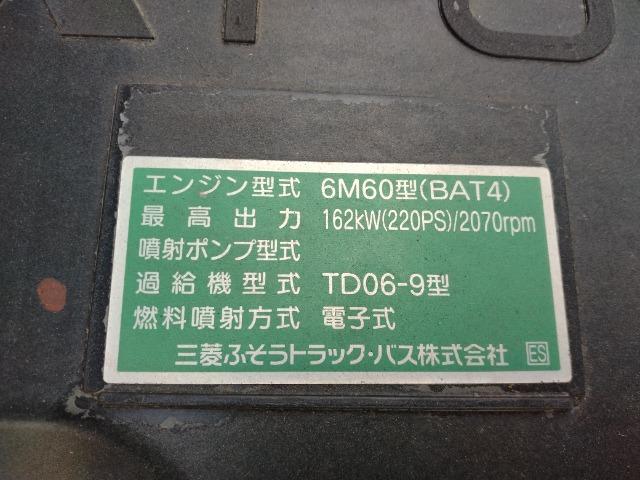 エンジン型式 6M60型(BAT4)
最高出力 162kW(220PS)/2070rpm
噴射ポンプ型式
過給機型式 TD06-9型
燃料噴射方式 電子式
三菱ふそうトラック・バス株式会社 ES